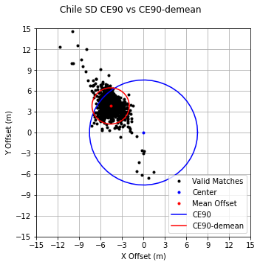 Chile SD CE90 vs CE90-demean
15
12
9
6
3
0
−3
−6
−9
−12
−15
Y Offset (m)
Valid Matches
Center
Mean Offset
CE90
CE90-demean
−15 −12 −9 −6 −3 0 3 6 9 12 15
X Offset (m)